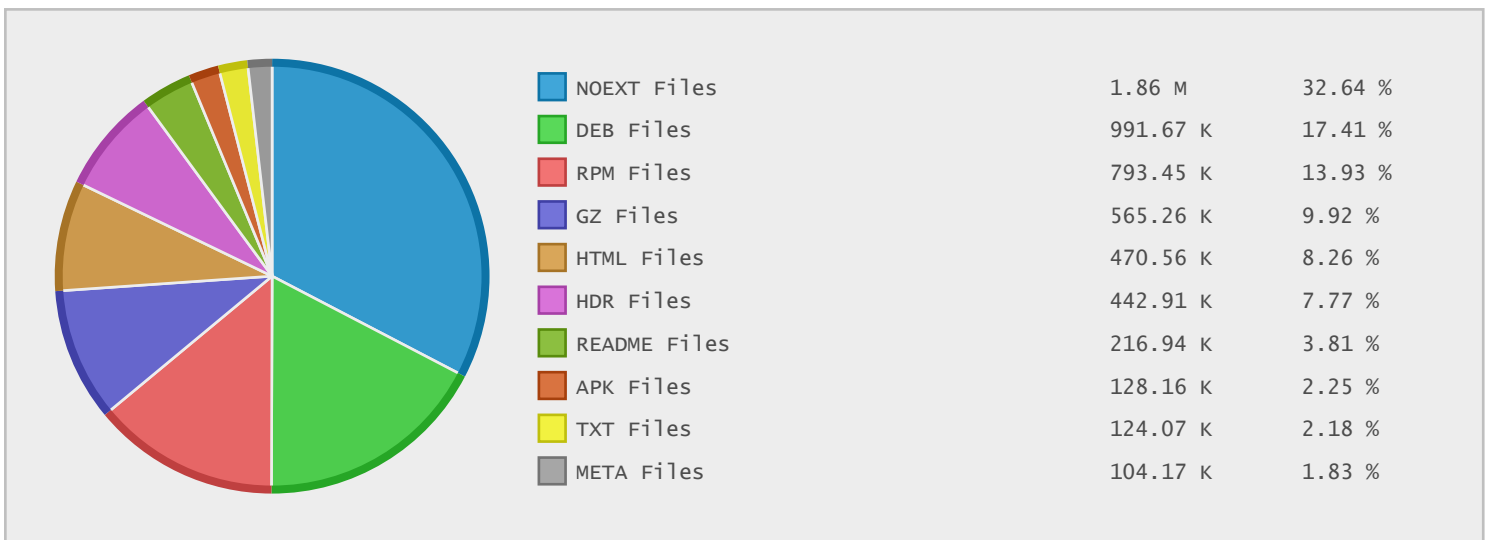 NOEXT Files 1.86 M 32.64 %
DEB Files 991.67 K 17.41 %
RPM Files 793.45 K 13.93 %
GZ Files 565.26 K 9.92 %
HTML Files 470.56 K 8.26 %
HDR Files 442.91 K 7.77 %
README Files 216.94 K 3.81 %
APK Files 128.16 K 2.25 %
TXT Files 124.07 K 2.18 %
META Files 104.17 K 1.83 %